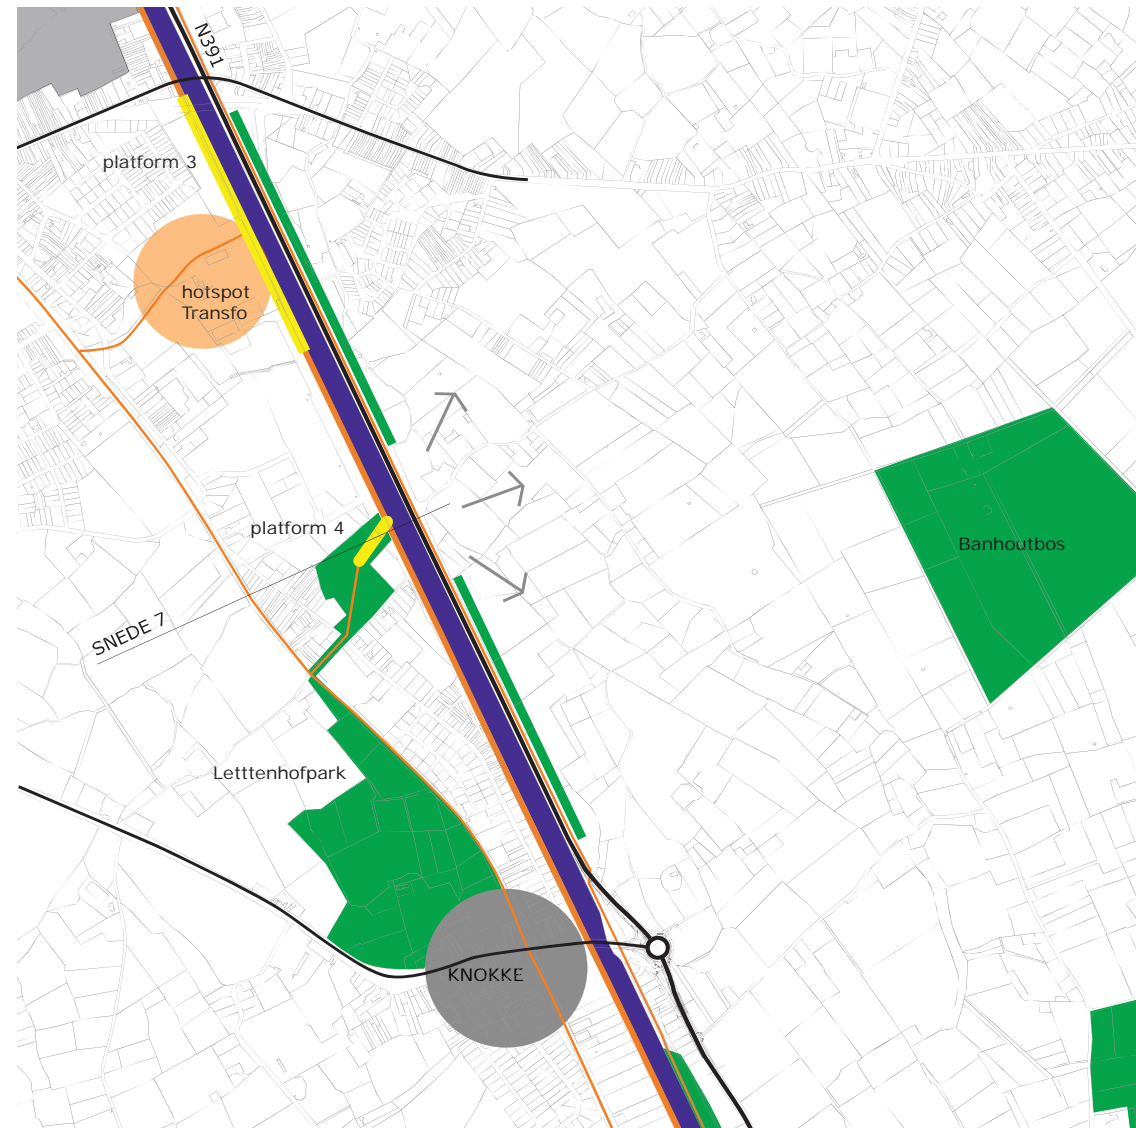 N391
platform 3
hotspot
Transfo
platform 4
Banhoutbos
SNEDE 7
Letttenhofpark
KNOKKE